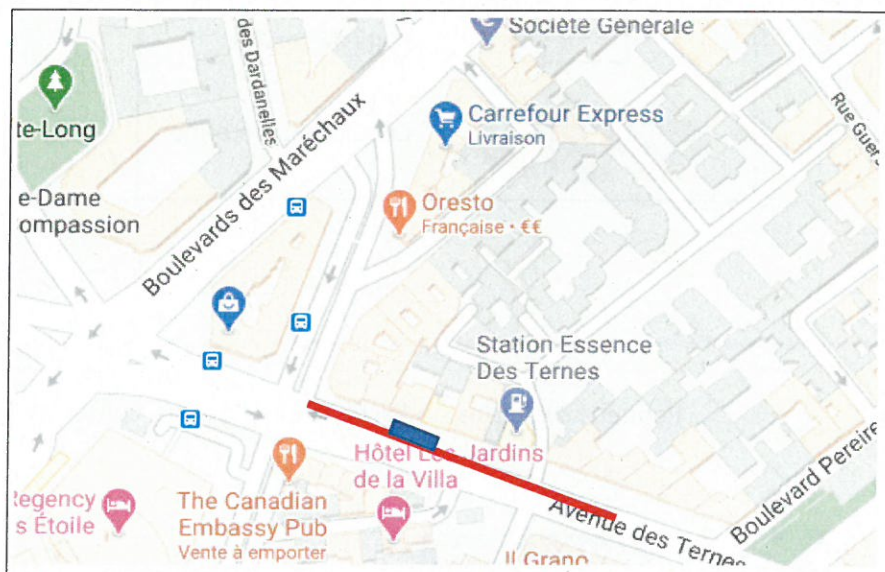 Société Générale
des Dardanelles
Carrefour Express
Livraison
te-Long
Boulevards des Maréchaux
Rue Guers
e-Dame
ompassion
Oresto
Française · €€
Station Essence
Des Ternes
Hôtel Les Jardins
de la Villa
Regency
s Étoile
The Canadian
Embassy Pub
Vente à emporter
Avenue des Ternes
Boulevard Pereire
Il Grano